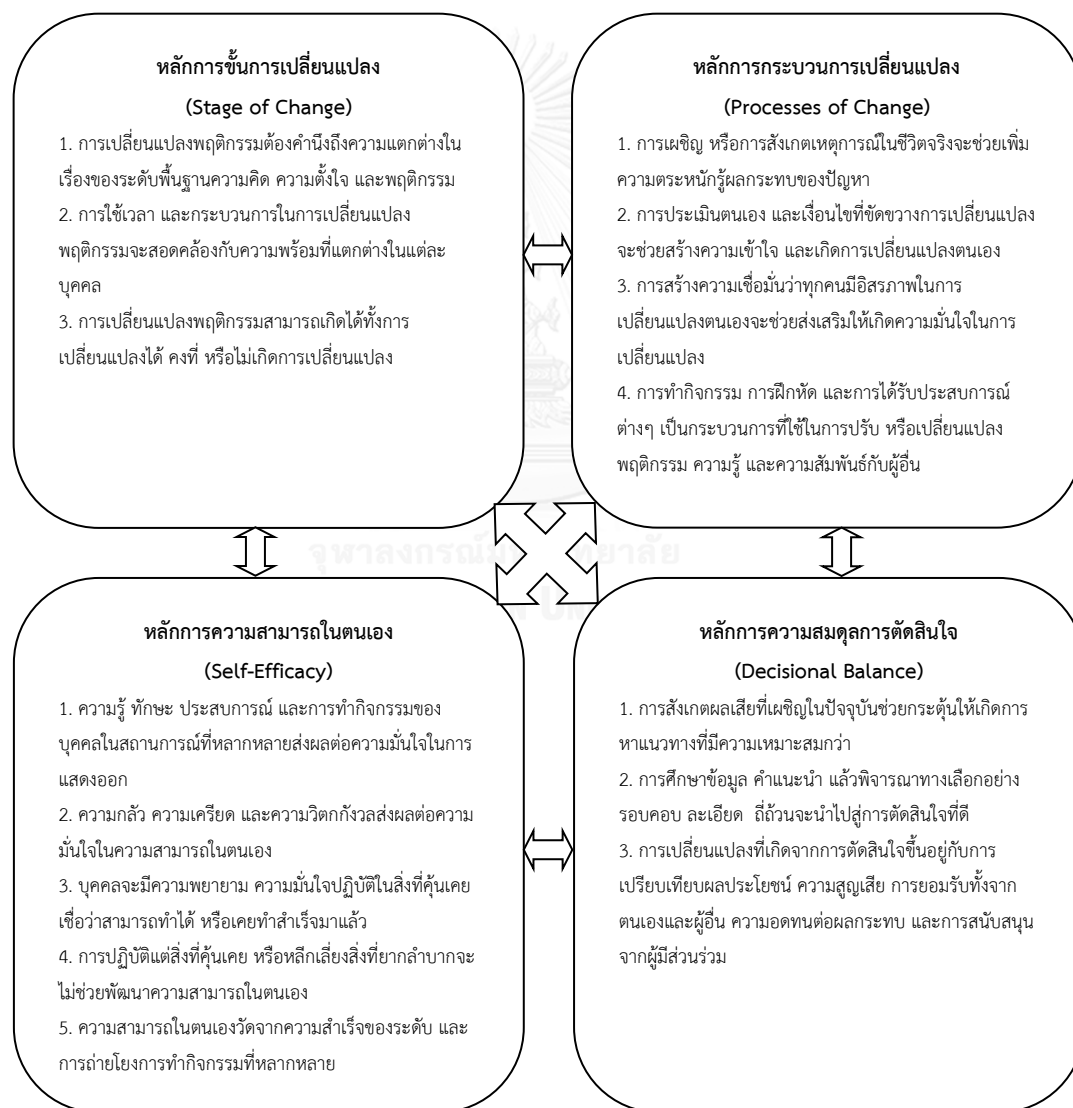 หลักการขั้นการเปลี่ยนแปลง
(Stage of Change)
1. การเปลี่ยนแปลงพฤติกรรมต้องคำนึงถึงความแตกต่างใน
เรื่องของระดับพื้นฐานความคิด ความตั้งใจ และพฤติกรรม
2. การใช้เวลา และกระบวนการในการเปลี่ยนแปลง
พฤติกรรมจะสอดคล้องกับความพร้อมที่แตกต่างในแต่ละ
บุคคล
3. การเปลี่ยนแปลงพฤติกรรมสามารถเกิดได้ทั้งการ
เปลี่ยนแปลงได้ คงที่ หรือไม่เกิดการเปลี่ยนแปลง
หลักการกระบวนการเปลี่ยนแปลง
(Processes of Change)
1. การเผชิญ หรือการสังเกตเหตุการณ์ในชีวิตจริงจะช่วยเพิ่ม
ความตระหนักรู้ผลกระทบของปัญหา
2. การประเมินตนเอง และเงื่อนไขที่ขัดขวางการเปลี่ยนแปลง
จะช่วยสร้างความเข้าใจ และเกิดการเปลี่ยนแปลงตนเอง
3. การสร้างความเชื่อมั่นว่าทุกคนมีอิสรภาพในการ
เปลี่ยนแปลงตนเองจะช่วยส่งเสริมให้เกิดความมั่นใจในการ
เปลี่ยนแปลง
4. การทำกิจกรรม การฝึกหัด และการได้รับประสบการณ์
ต่างๆ เป็นกระบวนการที่ใช้ในการปรับ หรือเปลี่ยนแปลง
พฤติกรรม ความรู้ และความสัมพันธ์กับผู้อื่น
หลักการความสามารถในตนเอง
(Self-Efficacy)
1. ความรู้ ทักษะ ประสบการณ์ และการทำกิจกรรมของ
บุคคลในสถานการณ์ที่หลากหลายส่งผลต่อความมั่นใจในการ
แสดงออก
2. ความกลัว ความเครียด และความวิตกกังวลส่งผลต่อความ
มั่นใจในความสามารถในตนเอง
3. บุคคลจะมีความพยายาม ความมั่นใจปฏิบัติในสิ่งที่คุ้นเคย
เชื่อว่าสามารถทำได้ หรือเคยทำสำเร็จมาแล้ว
4. การปฏิบัติแต่สิ่งที่คุ้นเคย หรือหลีกเลี่ยงสิ่งที่ยากลำบากจะ
ไม่ช่วยพัฒนาความสามารถในตนเอง
5. ความสามารถในตนเองวัดจากความสำเร็จของระดับ และ
การถ่ายโยงการทำกิจกรรมที่หลากหลาย
หลักการความสมดุลการตัดสินใจ
(Decisional Balance)
1. การสังเกตผลเสียที่เผชิญในปัจจุบันช่วยกระตุ้นให้เกิดการ
หาแนวทางที่มีความเหมาะสมกว่า
2. การศึกษาข้อมูล คำแนะนำ แล้วพิจารณาทางเลือกอย่าง
รอบคอบ ละเอียด ถี่ถ้วนจะนำไปสู่การตัดสินใจที่ดี
3. การเปลี่ยนแปลงที่เกิดจากการตัดสินใจขึ้นอยู่กับการ
เปรียบเทียบผลประโยชน์ ความสูญเสีย การยอมรับทั้งจาก
ตนเองและผู้อื่น ความอดทนต่อผลกระทบ และการสนับสนุน
จากผู้มีส่วนร่วม